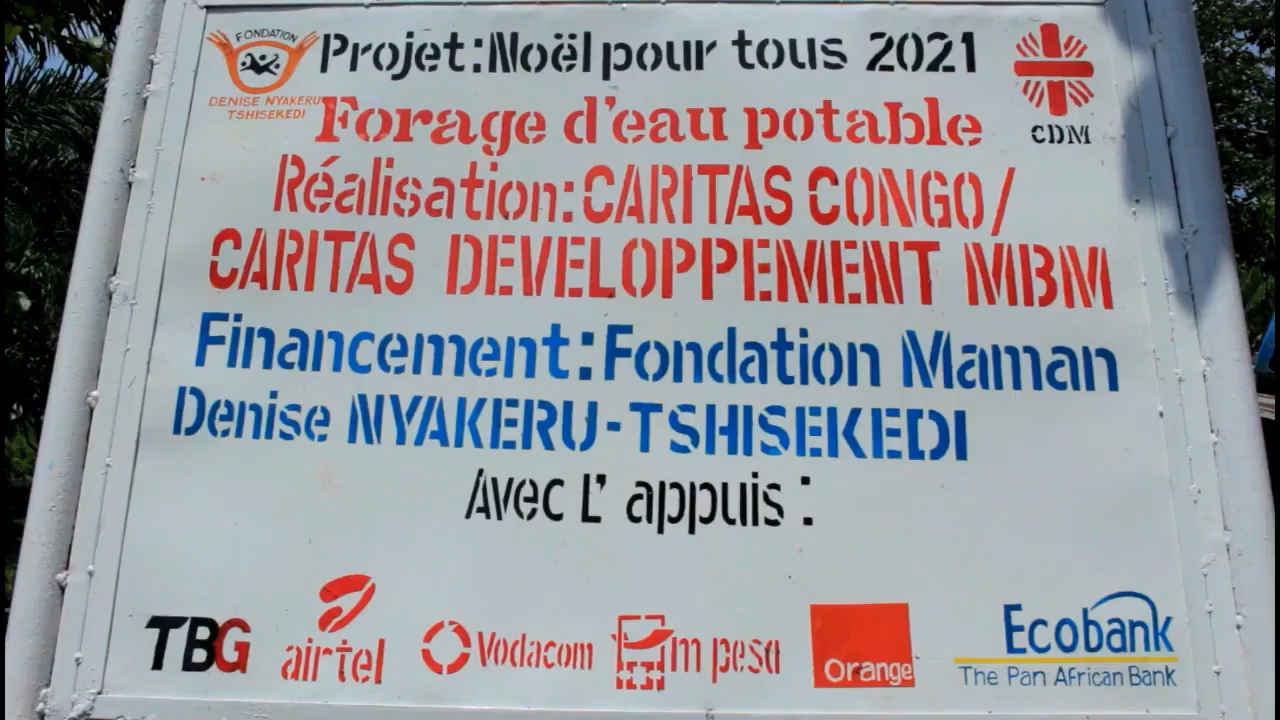 FONDATION
DENISE NYAKERU
TSHISEKEDI
Projet:Noël pour tous 2021
CDM
Forage d'eau potable
Réalisation:CARITAS CONGO/
CARITAS DEVELOPPEMENT MBM
Financement:Fondation Maman
Denise NYAKERU-TSHISEKEDI
Avec L' appuis :
TBG airtel Vodacom m pesa Orange Ecobank
The Pan African Bank